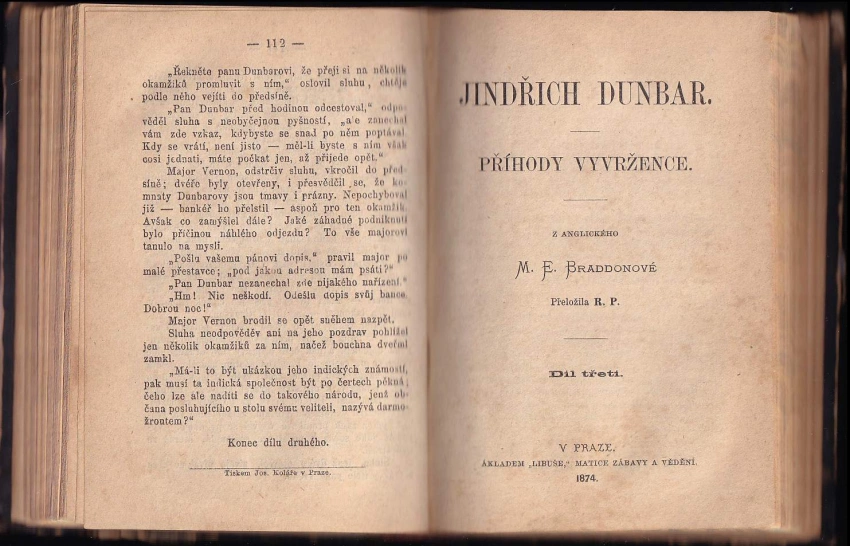 — 112 —
„Řekněte panu Dunbarovi, že přeji si na několik
okamžiků promluvit s ním,“ oslovil sluhu, chtěje
podle něho vejíti do předsíně.
„Pan Dunbar před hodinou odcestoval,“ odpo-
věděl sluha s neobyčejnou pyšností, „ale zanechal
vám zde vzkaz, kdybyste se snad po něm poptával.
Kdy se vrátí, není jisto — měl-li byste s ním však
cosi jednati, máte počkat jen, až přijede opět.“
Major Vernon, odstrčiv sluhu, vkročil do před-
síně; dvéře byly otevřeny, i přesvědčil se, že ko-
mnaty Dunbarovy jsou tmavy i prázny. Nepochyboval
již — bankéř ho přelstil — aspoň pro ten okamžik.
Avšak co zamýšlel dále? Jaké záhadné podniknutí
bylo příčinou náhlého odjezdu? To vše majorovi
tanulo na mysli.
„Pošlu vašemu pánovi dopis,“ pravil major po
malé přestavce; „pod jakou adresou mám psáti?“
„Pan Dunbar nezanechal zde nijakého nařízení.“
„Hm! Nic neškodí. Odešlu dopis svůj bance.
Dobrou noc!“
Major Vernon brodil se opět sněhem nazpět.
Sluha neodpověděv ani na jeho pozdrav pohlížel
jen několik okamžiků za ním, načež bouchna dveřmi
zamkl.
„Má-li to být ukázkou jeho indických známostí,
pak musí ta indická společnost být po čertech pěkná;
čeho lze ale nadíti se do takového národu, jenž ob-
čana posluhujícího u stolu svému veliteli, nazývá darmo-
žroutem?“
Konec dílu druhého.
Tiskem Jos. Koláře v Praze.
JINDŘICH DUNBAR.
PŘÍHODY VYVRŽENCE.
Z ANGLICKÉHO
M. E. BRADDONOVÉ
Přeložila R. P.
Díl třetí.
V PRAZE.
NÁKLADEM „LIBUŠE,“ MATICE ZÁBAVY A VĚDĚNÍ.
1874.